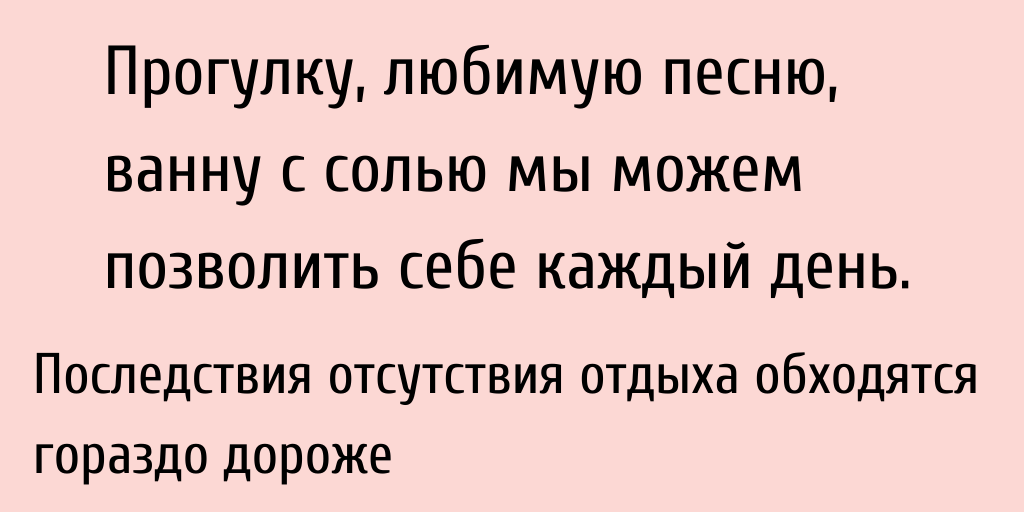 Прогулку, любимую песню,
ванну с солью мы можем
позволить себе каждый день.
Последствия отсутствия отдыха обходятся
гораздо дороже